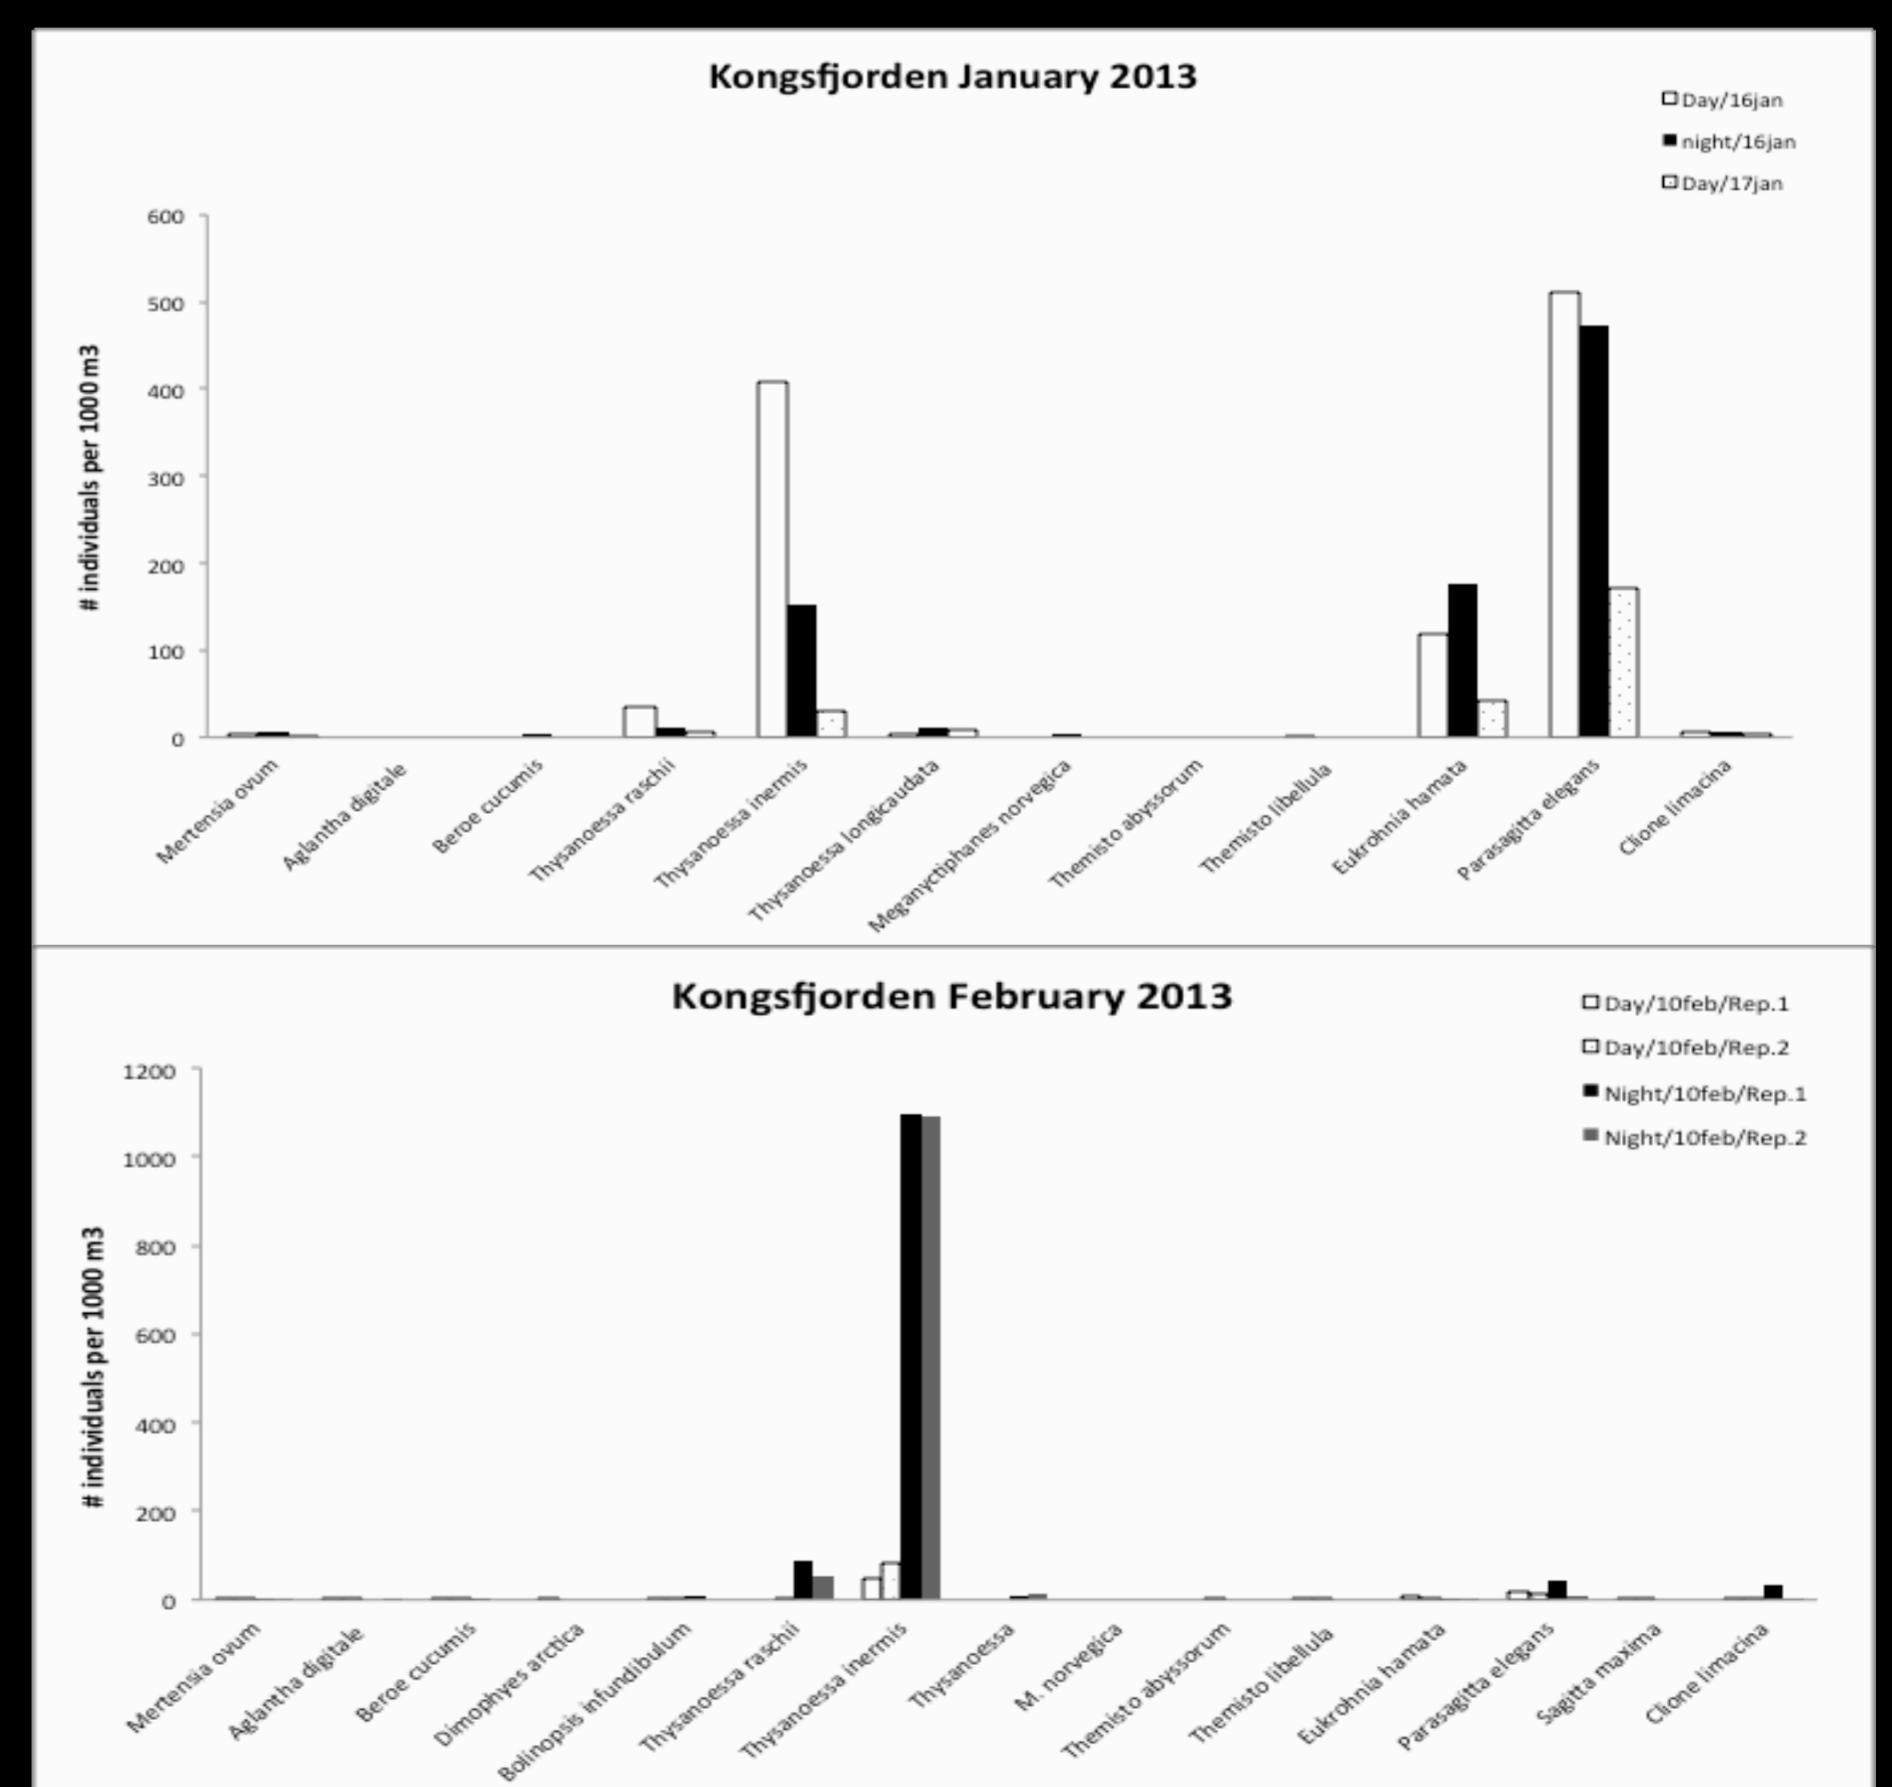 Kongsfjorden January 2013
Day/16jan
night/16jan
Day/17jan
# individuals per 1000 m3
600
500
400
300
200
100
0
Mertensia ovum
Aglantha digitale
Beroe cucumis
Thysanoessa raschii
Thysanoessa inermis
Thysanoessa longicaudata
Meganyctiphanes norvegica
Themisto abyssorum
Themisto libellula
Eukrohnia hamata
Parasagitta elegans
Clione limacina
Kongsfjorden February 2013
Day/10feb/Rep.1
Day/10feb/Rep.2
Night/10feb/Rep.1
Night/10feb/Rep.2
# individuals per 1000 m3
1200
1000
800
600
400
200
0
Mertensia ovum
Aglantha digitale
Beroe cucumis
Dimophyes arctica
Bolinopsis infundibulum
Thysanoessa raschii
Thysanoessa inermis
Thysanoessa
M. norvegica
Themisto abyssorum
Themisto libellula
Eukrohnia hamata
Parasagitta elegans
Sagitta maxima
Clione limacina